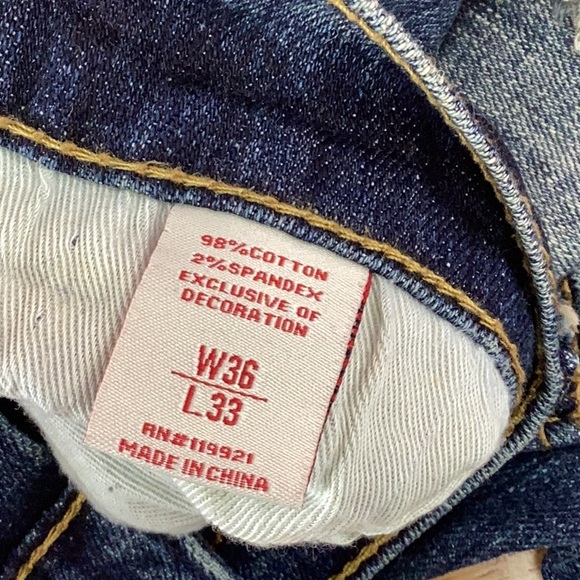 98%COTTON
2%SPANDEX
EXCLUSIVE OF
DECORATION
W36
L33
RN#119921
MADE IN CHINA